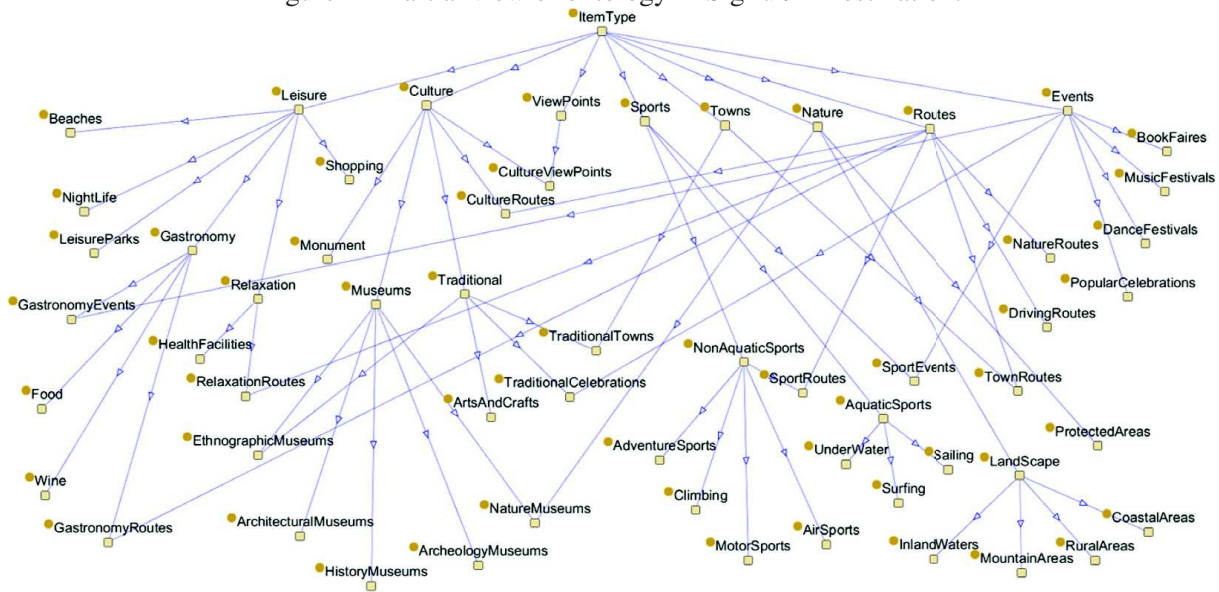 ItemType
Leisure
Culture
ViewPoints
Sports
Towns
Nature
Routes
Events
Beaches
BookFaires
Shopping
CultureViewPoints
MusicFestivals
NightLife
CultureRoutes
LeisureParks
Gastronomy
Monument
NatureRoutes
DanceFestivals
GastronomyEvents
Relaxation
Museums
Traditional
PopularCelebrations
DrivingRoutes
HealthFacilities
TraditionalTowns
NonAquaticSports
RelaxationRoutes
TraditionalCelebrations
SportRoutes
SportEvents
TownRoutes
Food
ArtsAndCrafts
AquaticSports
EthnographicMuseums
AdventureSports
UnderWater
Sailing
LandScape
ProtectedAreas
Wine
Climbing
Surfing
GastronomyRoutes
ArchitecturalMuseums
NatureMuseums
AirSports
CoastalAreas
HistoryMuseums
ArcheologyMuseums
MotorSports
InlandWaters
MountainAreas
RuralAreas